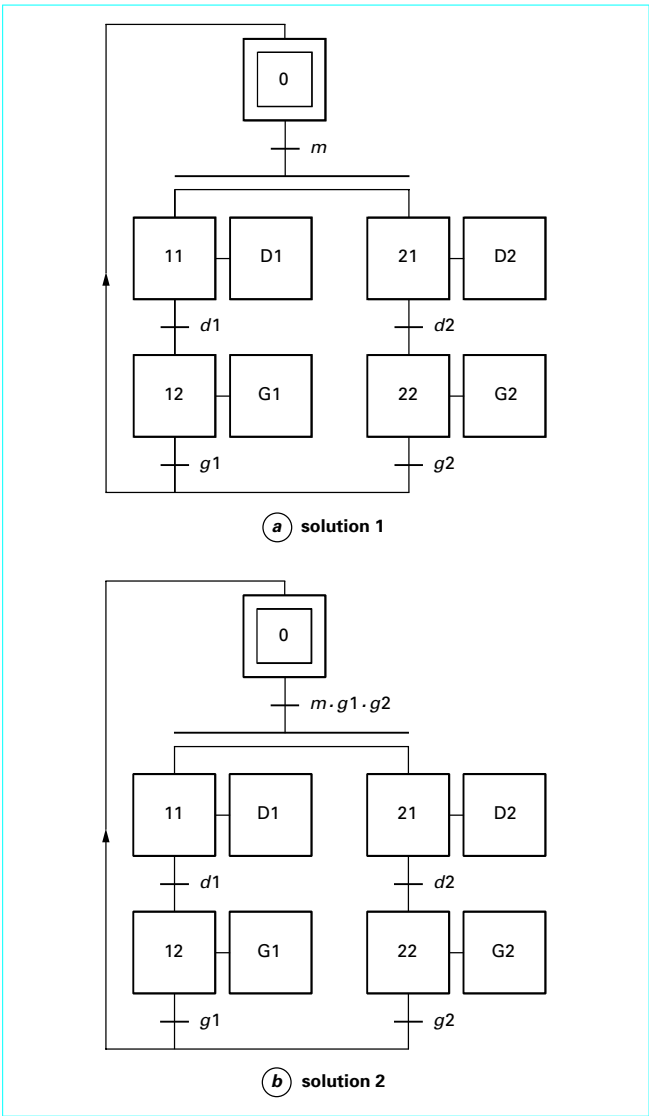 0
m
11 D1 21 D2
d1 d2
12 G1 22 G2
g1 g2
a solution 1
0
m · g1 · g2
11 D1 21 D2
d1 d2
12 G1 22 G2
g1 g2
b solution 2